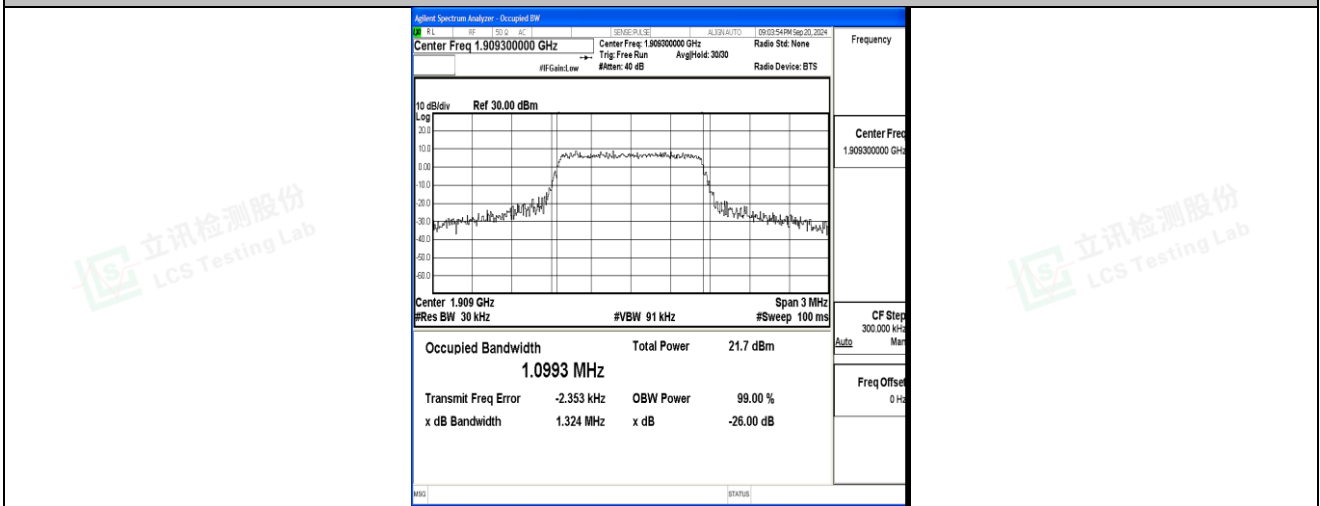 Agilent Spectrum Analyzer - Occupied BW
RL RF 50 Ω AC SENSE:PULSE ALIGN AUTO 09:03:54 PM Sep 20, 2024
Center Freq 1.909300000 GHz
Center Freq: 1.909300000 GHz
Radio Std: None
Trig: Free Run Avg|Hold: 30/30
#IFGain:Low #Atten: 40 dB Radio Device: BTS
Frequency
10 dB/div Ref 30.00 dBm
Log
20.0
10.0
0.00
-10.0
-20.0
-30.0
-40.0
-50.0
-60.0
Center 1.909 GHz Span 3 MHz
#Res BW 30 kHz #VBW 91 kHz #Sweep 100 ms
Occupied Bandwidth Total Power 21.7 dBm
1.0993 MHz
Transmit Freq Error -2.353 kHz OBW Power 99.00 %
x dB Bandwidth 1.324 MHz x dB -26.00 dB
Center Freq
1.909300000 GHz
CF Step
300.000 kHz
Auto Man
Freq Offset
0 Hz
MSG STATUS
立讯检测股份
LCS Testing Lab
立讯检测股份
LCS Testing Lab